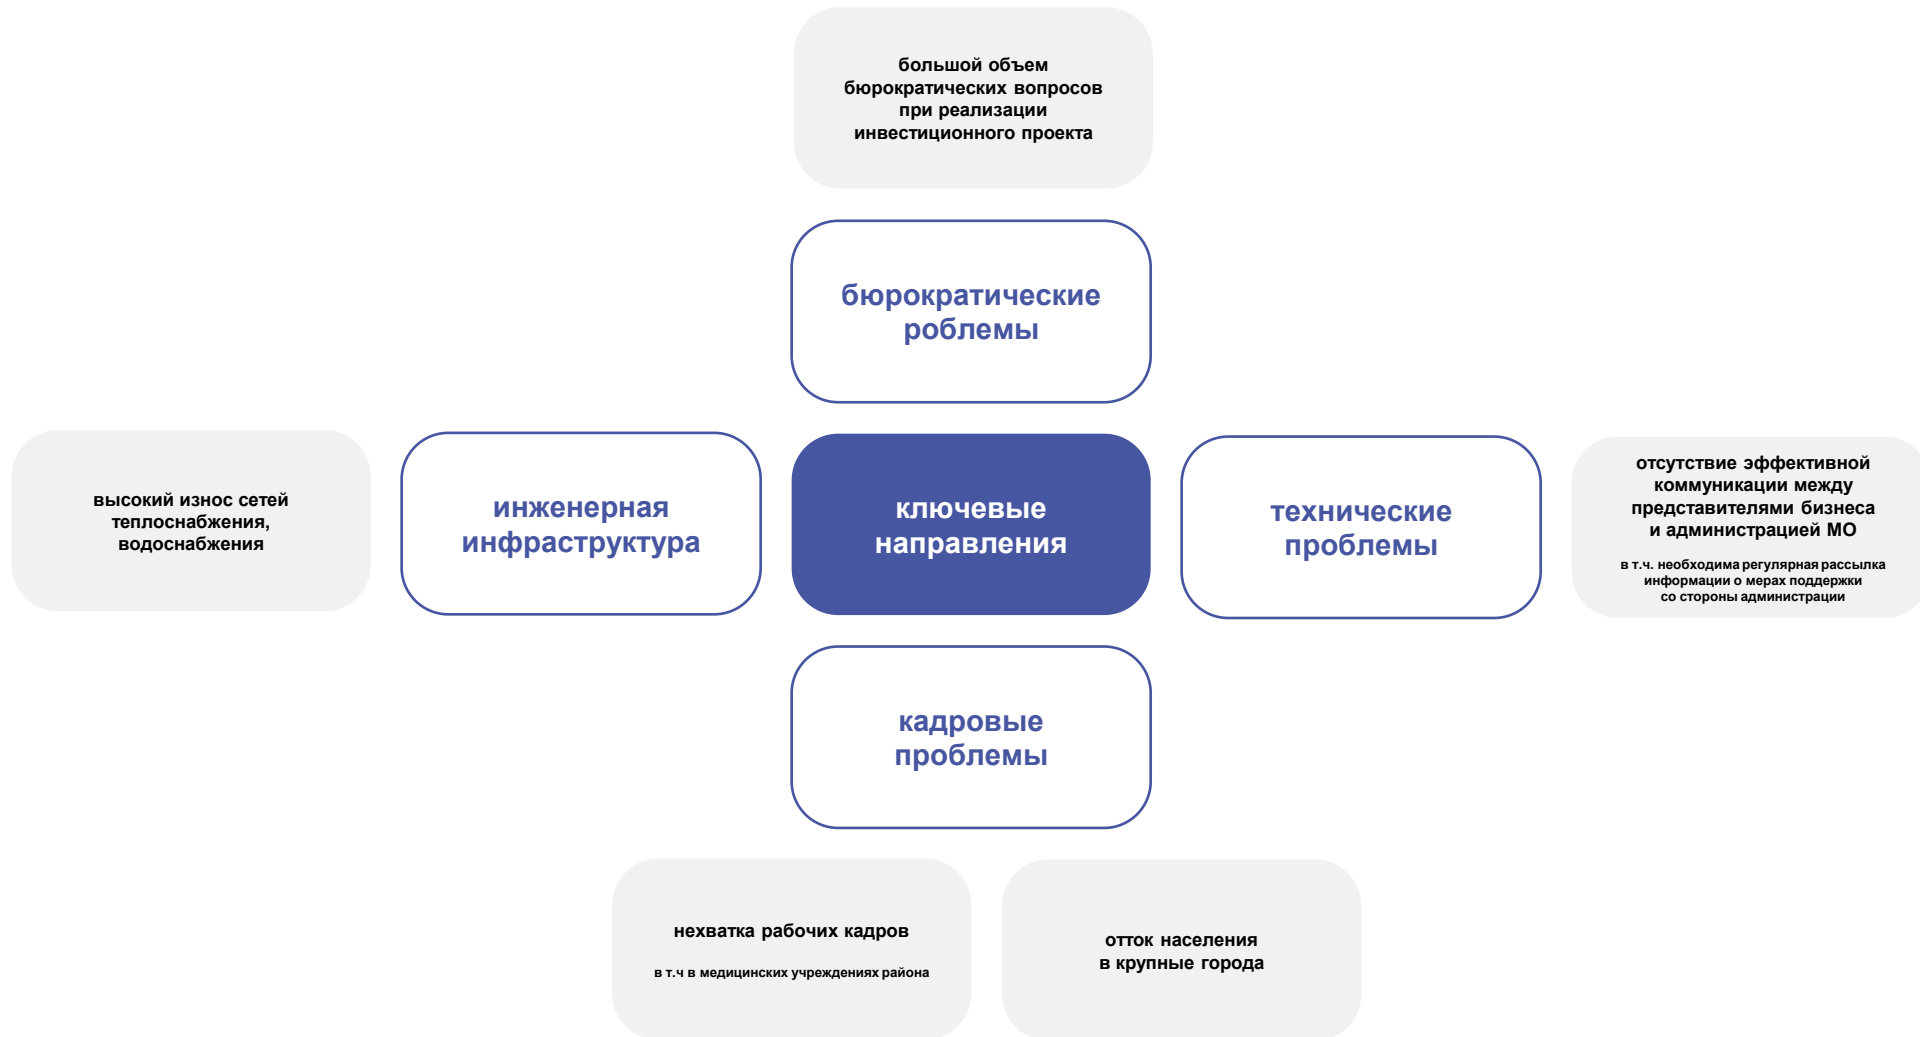 большой объем
бюрократических вопросов
при реализации
инвестиционного проекта
бюрократические
роблемы
высокий износ сетей
теплоснабжения,
водоснабжения
инженерная
инфраструктура
ключевые
направления
технические
проблемы
отсутствие эффективной
коммуникации между
представителями бизнеса
и администрацией МО
в т.ч. необходима регулярная рассылка
информации о мерах поддержки
со стороны администрации
кадровые
проблемы
нехватка рабочих кадров
в т.ч в медицинских учреждениях района
отток населения
в крупные города